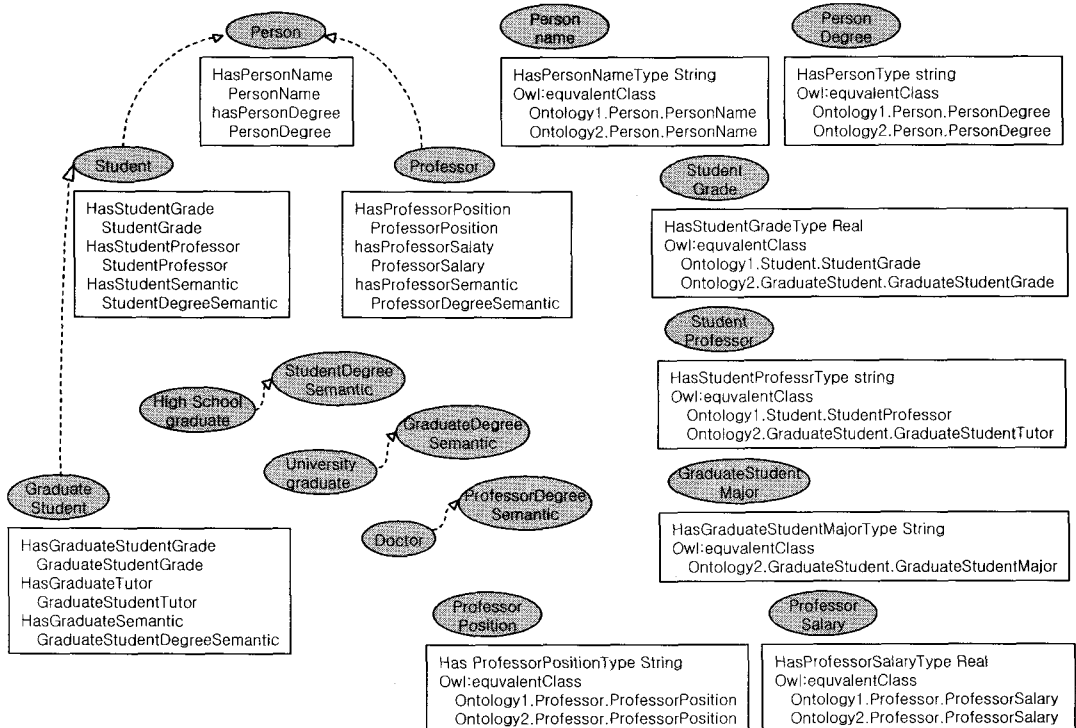 Person
HasPersonName
PersonName
hasPersonDegree
PersonDegree
Person
name
HasPersonNameType String
Owl:equvalentClass
Ontology1.Person.PersonName
Ontology2.Person.PersonName
Person
Degree
HasPersonType string
Owl:equvalentClass
Ontology1.Person.PersonDegree
Ontology2.Person.PersonDegree
Student
HasStudentGrade
StudentGrade
HasStudentProfessor
StudentProfessor
HasStudentSemantic
StudentDegreeSemantic
Professor
HasProfessorPosition
ProfessorPosition
hasProfessorSalaty
ProfessorSalary
hasProfessorSemantic
ProfessorDegreeSemantic
Student
Grade
HasStudentGradeType Real
Owl:equvalentClass
Ontology1.Student.StudentGrade
Ontology2.GraduateStudent.GraduateStudentGrade
Student
Professor
HasStudentProfessrType string
Owl:equvalentClass
Ontology1.Student.StudentProfessor
Ontology2.GraduateStudent.GraduateStudentTutor
StudentDegree
Semantic
High School
graduate
GraduateDegree
Semantic
University
graduate
ProfessorDegree
Semantic
Doctor
GraduateStudent
Major
HasGraduateStudentMajorType String
Owl:equvalentClass
Ontology2.GraduateStudent.GraduateStudentMajor
Graduate
Student
HasGraduateStudentGrade
GraduateStudentGrade
HasGraduateTutor
GraduateStudentTutor
HasGraduateSemantic
GraduateStudentDegreeSemantic
Professor
Position
Has ProfessorPositionType String
Owl:equvalentClass
Ontology1.Professor.ProfessorPosition
Ontology2.Professor.ProfessorPosition
Professor
Salary
HasProfessorSalaryType Real
Owl:equvalentClass
Ontology1.Professor.ProfessorSalary
Ontology2.Professor.ProfessorSalary